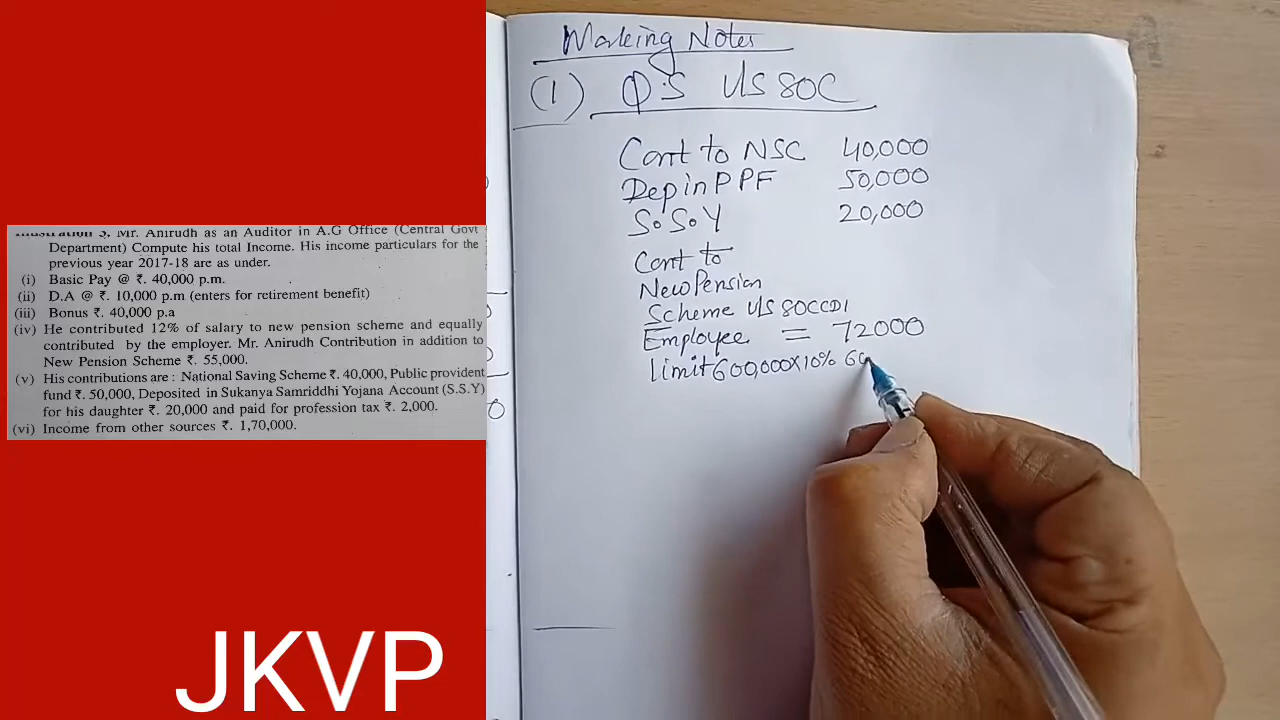 Illustration 5. Mr. Anirudh as an Auditor in A.G Office (Central Govt
Department) Compute his total Income. His income particulars for the
previous year 2017-18 are as under.
(i) Basic Pay @ ₹. 40,000 p.m.
(ii) D.A @ ₹. 10,000 p.m (enters for retirement benefit)
(iii) Bonus ₹. 40,000 p.a
(iv) He contributed 12% of salary to new pension scheme and equally
contributed by the employer. Mr. Anirudh Contribution in addition to
New Pension Scheme ₹. 55,000.
(v) His contributions are : National Saving Scheme ₹. 40,000, Public provident
fund ₹. 50,000, Deposited in Sukanya Samriddhi Yojana Account (S.S.Y)
for his daughter ₹. 20,000 and paid for profession tax ₹. 2,000.
(vi) Income from other sources ₹. 1,70,000.
JKVP
Working Notes
(1) Q.S U/S 80C
Cont to NSC 40,000
Dep in PPF 50,000
S.S.Y 20,000
Cont to
New Pension
Scheme U/S 80CCD1
Employee = 72000
limit 600,000×10% 60